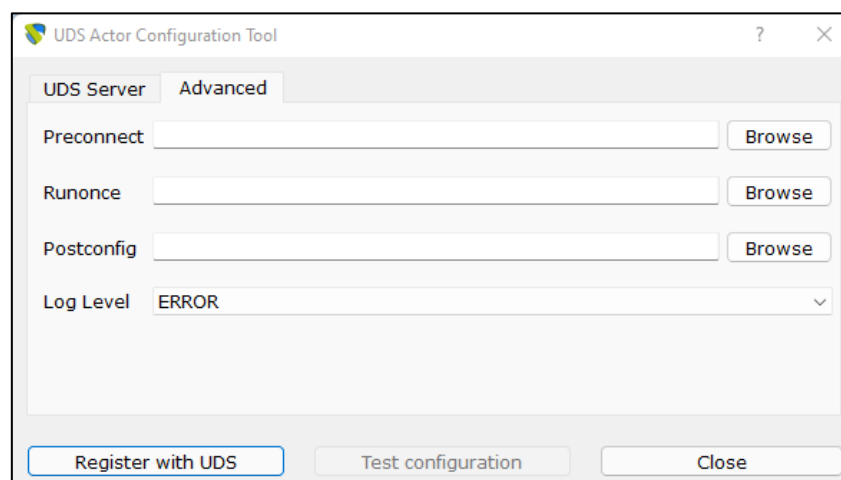 UDS Actor Configuration Tool ?
UDS Server Advanced
Preconnect Browse
Runonce Browse
Postconfig Browse
Log Level ERROR
Register with UDS Test configuration Close